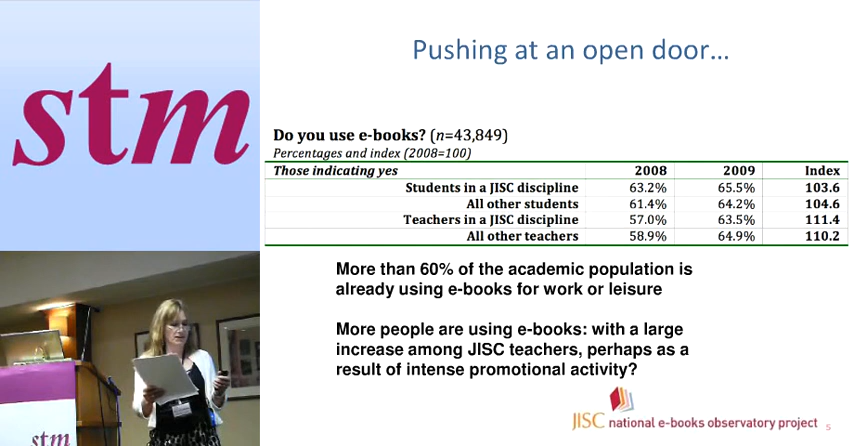 stm
Pushing at an open door...
Do you use e-books? (n=43,849)
Percentages and index (2008=100)
Those indicating yes 2008 2009 Index
Students in a JISC discipline 63.2% 65.5% 103.6
All other students 61.4% 64.2% 104.6
Teachers in a JISC discipline 57.0% 63.5% 111.4
All other teachers 58.9% 64.9% 110.2
More than 60% of the academic population is
already using e-books for work or leisure
More people are using e-books: with a large
increase among JISC teachers, perhaps as a
result of intense promotional activity?
JISC national e-books observatory project 5
stm